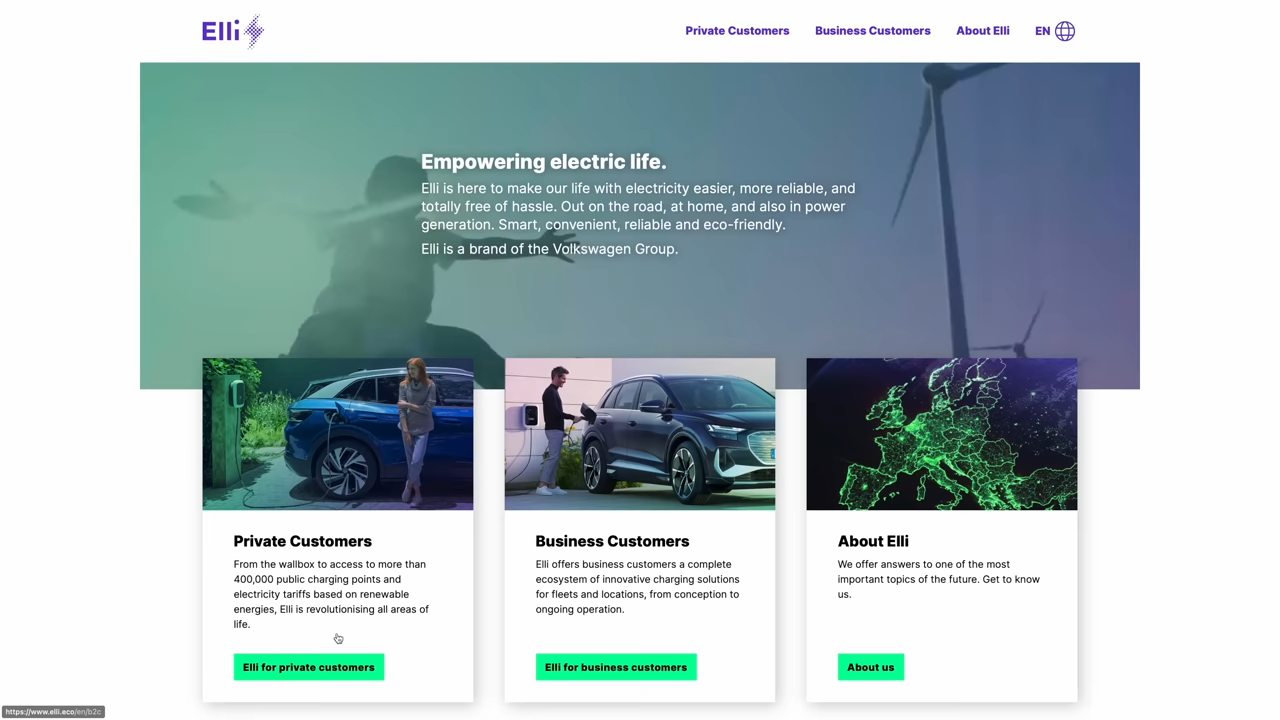 Elli
Private Customers
Business Customers
About Elli
EN
Empowering electric life.
Elli is here to make our life with electricity easier, more reliable, and
totally free of hassle. Out on the road, at home, and also in power
generation. Smart, convenient, reliable and eco-friendly.
Elli is a brand of the Volkswagen Group.
Private Customers
From the wallbox to access to more than
400,000 public charging points and
electricity tariffs based on renewable
energies, Elli is revolutionising all areas of
life.
Elli for private customers
Business Customers
Elli offers business customers a complete
ecosystem of innovative charging solutions
for fleets and locations, from conception to
ongoing operation.
Elli for business customers
About Elli
We offer answers to one of the most
important topics of the future. Get to know
us.
About us
https://www.elli.eco/en/b2c